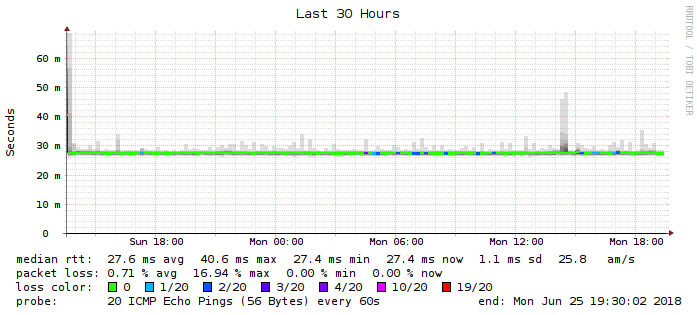 Last 30 Hours
RRDTOOL / TOBI OETIKER
Seconds
60 m
50 m
40 m
30 m
20 m
10 m
0
Sun 18:00 Mon 00:00 Mon 06:00 Mon 12:00 Mon 18:00
median rtt: 27.6 ms avg 40.6 ms max 27.4 ms min 27.4 ms now 1.1 ms sd 25.8 am/s
packet loss: 0.71 % avg 16.94 % max 0.00 % min 0.00 % now
loss color: 0 1/20 2/20 3/20 4/20 10/20 19/20
probe: 20 ICMP Echo Pings (56 Bytes) every 60s end: Mon Jun 25 19:30:02 2018